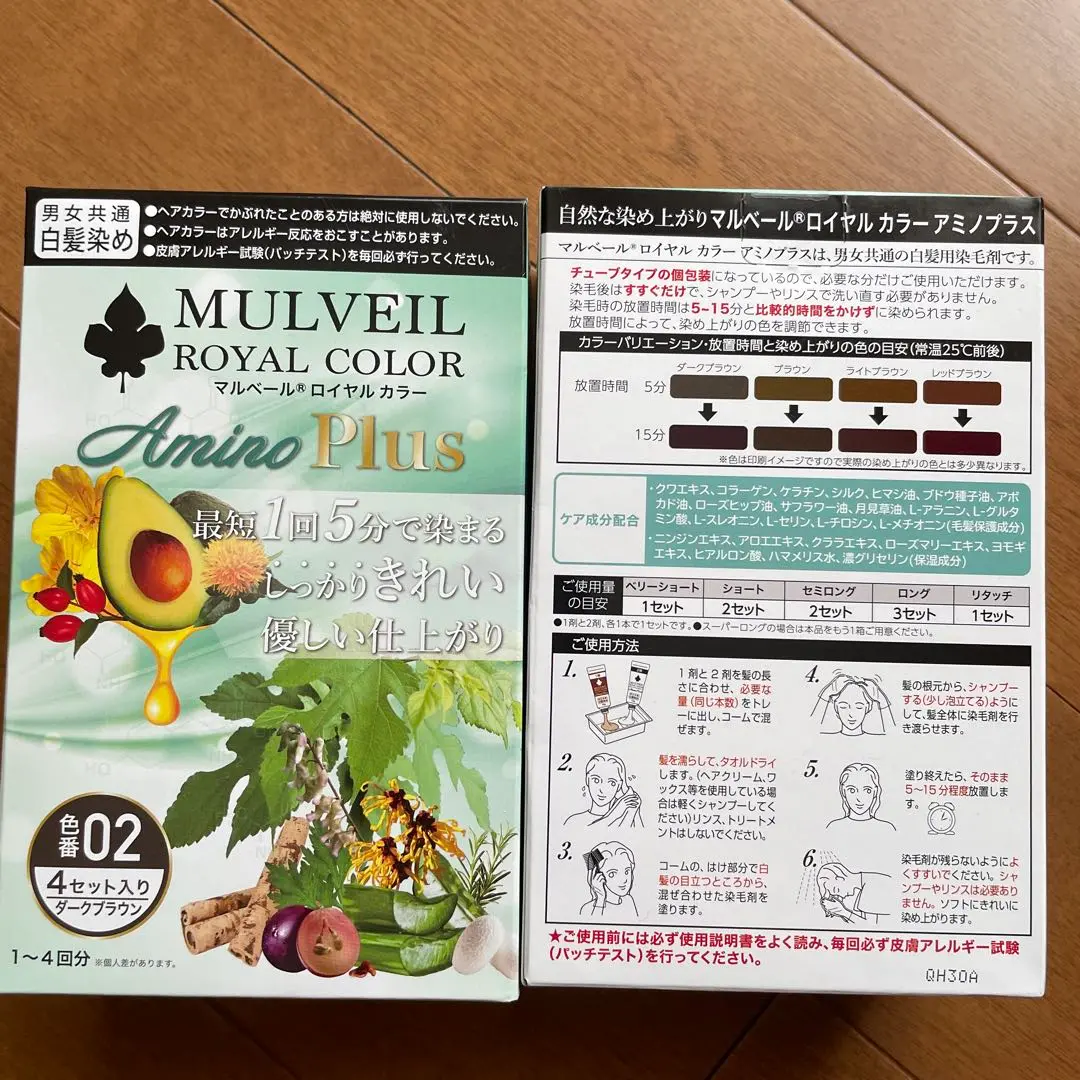 男女共通
白髪染め
●ヘアカラーでかぶれたことのある方は絶対に使用しないでください。
●ヘアカラーはアレルギー反応をおこすことがあります。
●皮膚アレルギー試験(パッチテスト)を毎回必ず行ってください。
MULVEIL
ROYAL COLOR
マルベール®ロイヤル カラー
Amino Plus
最短1回5分で染まる
しっかりきれい
優しい仕上がり
色番02
4セット入り
ダークブラウン
1〜4回分 ※個人差があります。
自然な染め上がりマルベール®ロイヤル カラー アミノプラス
マルベール®ロイヤル カラー アミノプラスは、男女共通の白髪用染毛剤です。
チューブタイプの個包装になっているので、必要な分だけご使用いただけます。
染毛後はすすぐだけで、シャンプーやリンスで洗い直す必要がありません。
染毛時の放置時間は5~15分と比較的時間をかけずに染められます。
放置時間によって、染め上がりの色を調節できます。
カラーバリエーション・放置時間と染め上がりの色の目安(常温25℃前後)
ダークブラウン ブラウン ライトブラウン レッドブラウン
放置時間 5分
15分
※色は印刷イメージですので実際の染め上がりの色とは多少異なります。
ケア成分配合
・クワエキス、コラーゲン、ケラチン、シルク、ヒマシ油、ブドウ種子油、アボ
カド油、ローズヒップ油、サフラワー油、月見草油、L-アラニン、L-グルタ
ミン酸、L-スレオニン、L-セリン、L-チロシン、L-メチオニン(毛髪保護成分)
・ニンジンエキス、アロエエキス、クララエキス、ローズマリーエキス、ヨモギ
エキス、ヒアルロン酸、ハマメリス水、濃グリセリン(保湿成分)
ご使用量
の目安
ベリーショート ショート セミロング ロング リタッチ
1セット 2セット 2セット 3セット 1セット
●1剤と2剤、各1本で1セットです。●スーパーロングの場合は本品をもう1箱ご用意ください。
ご使用方法
1.
1剤と2剤を髪の長
さに合わせ、必要な
量(同じ本数)をトレ
ーに出し、コームで混
ぜます。
2.
髪を濡らして、タオルドライ
します。(ヘアクリーム、ワ
ックス等を使用している場
合は軽くシャンプーしてく
ださい)リンス、トリートメ
ントはしないでください。
3.
コームの、はけ部分で白
髪の目立つところから、
混ぜ合わせた染毛剤を
塗ります。
4.
髪の根元から、シャンプー
する(少し泡立てる)ように
して、髪全体に染毛剤を行
き渡らせます。
5.
塗り終えたら、そのまま
5~15分程度放置しま
す。
6.
染毛剤が残らないようによ
くすすいでください。シャ
ンプーやリンスは必要あり
ません。ソフトにきれいに
染め上がります。
★ご使用前には必ず使用説明書をよく読み、毎回必ず皮膚アレルギー試験
(パッチテスト)を行ってください。
QH30A